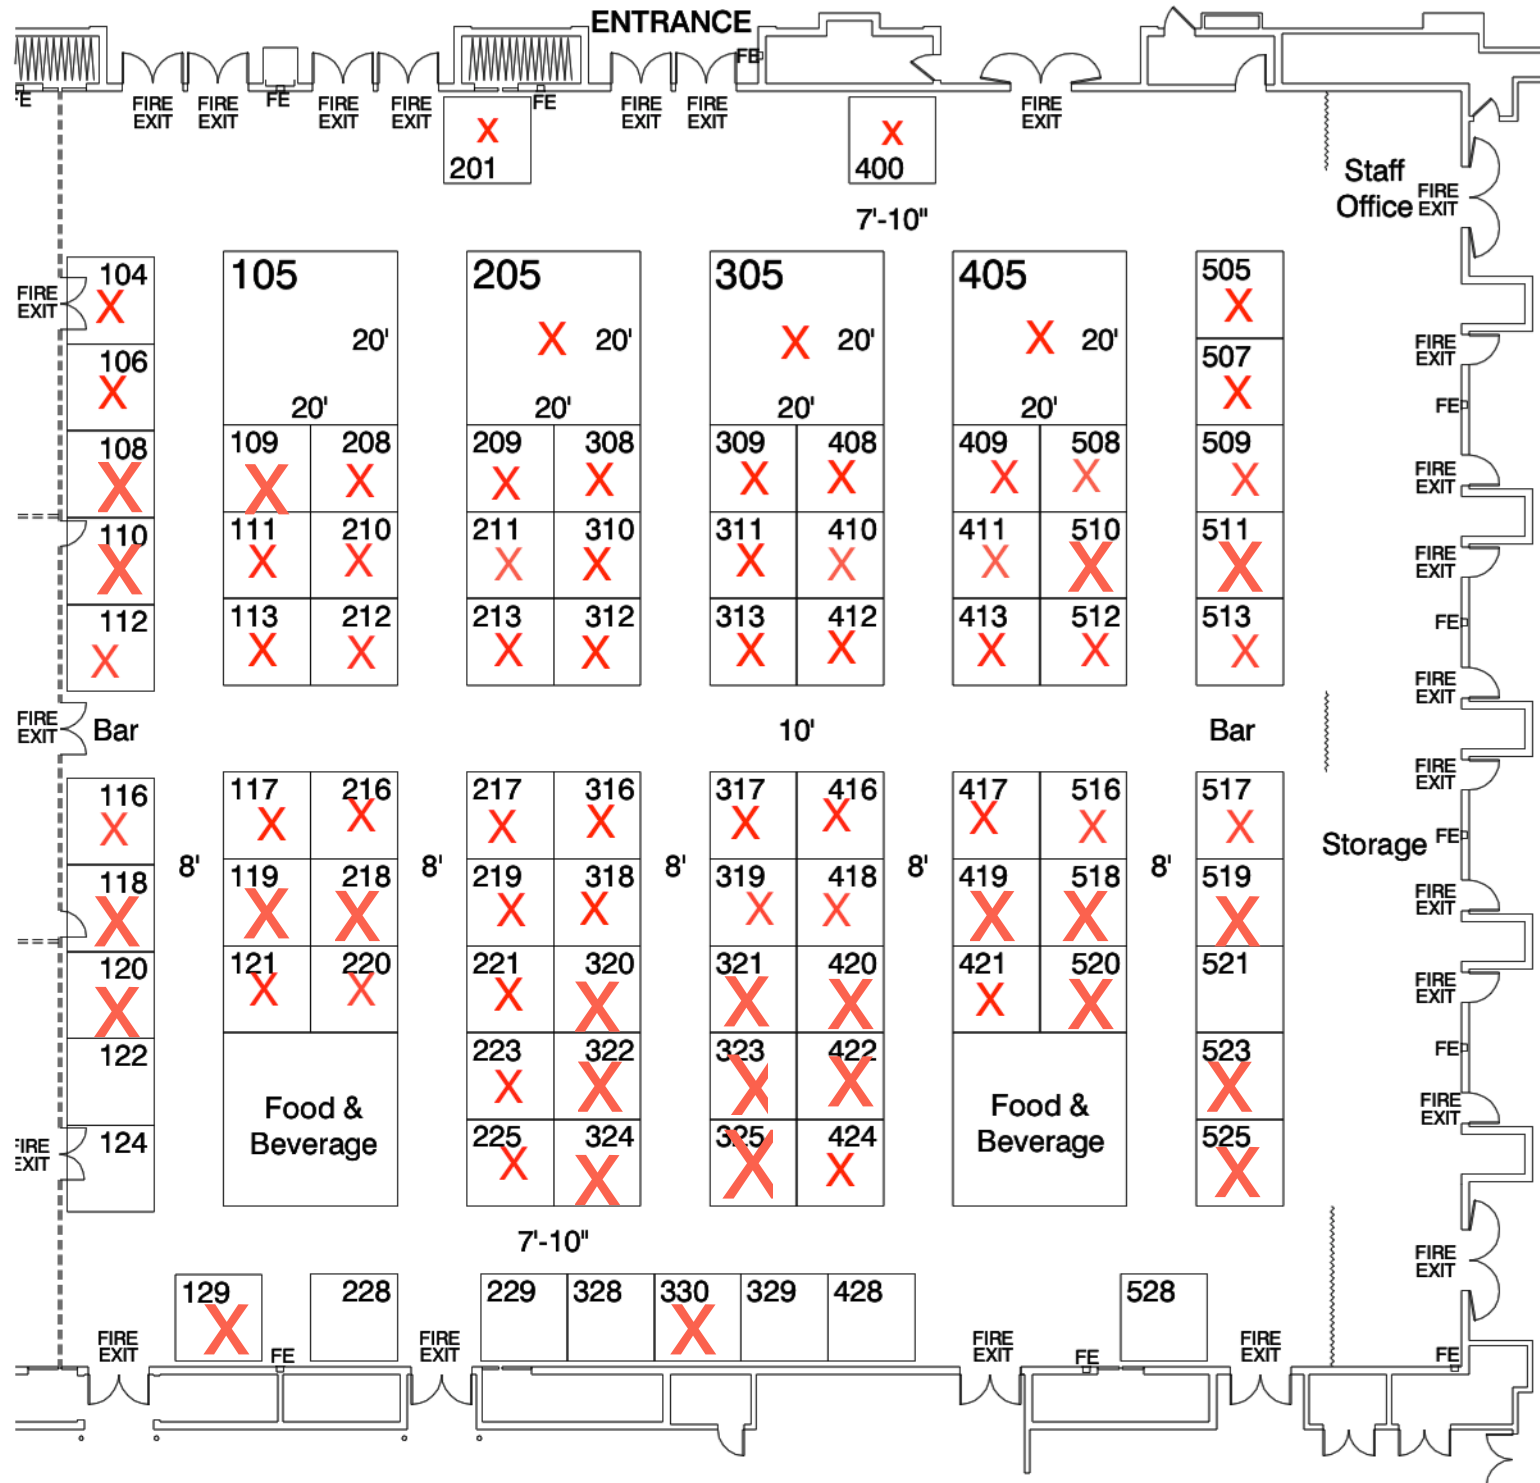 ENTRANCE
FE
FE
FIRE
EXIT
FIRE
EXIT
FE
FIRE
EXIT
FIRE
EXIT
FE
FIRE
EXIT
FIRE
EXIT
FIRE
EXIT
201
400
Staff
Office
FIRE
EXIT
7'-10"
104
105
205
305
405
505
FIRE
EXIT
20'
20'
20'
20'
FIRE
EXIT
106
507
20'
20'
20'
20'
FE
108
109
208
209
308
309
408
409
508
509
FIRE
EXIT
110
111
210
211
310
311
410
411
510
511
FIRE
EXIT
112
113
212
213
312
313
412
413
512
513
FE
FIRE
EXIT
FIRE
EXIT
Bar
10'
Bar
116
117
216
217
316
317
416
417
516
517
FIRE
EXIT
8'
8'
8'
8'
8'
Storage
FE
118
119
218
219
318
319
418
419
518
519
FIRE
EXIT
120
121
220
221
320
321
420
421
520
521
FIRE
EXIT
122
223
322
323
422
523
FE
Food &
Beverage
Food &
Beverage
FIRE
EXIT
124
225
324
325
424
525
FIRE
EXIT
7'-10"
FIRE
EXIT
129
228
229
328
330
329
428
528
FIRE
EXIT
FE
FIRE
EXIT
FIRE
EXIT
FE
FIRE
EXIT
FE